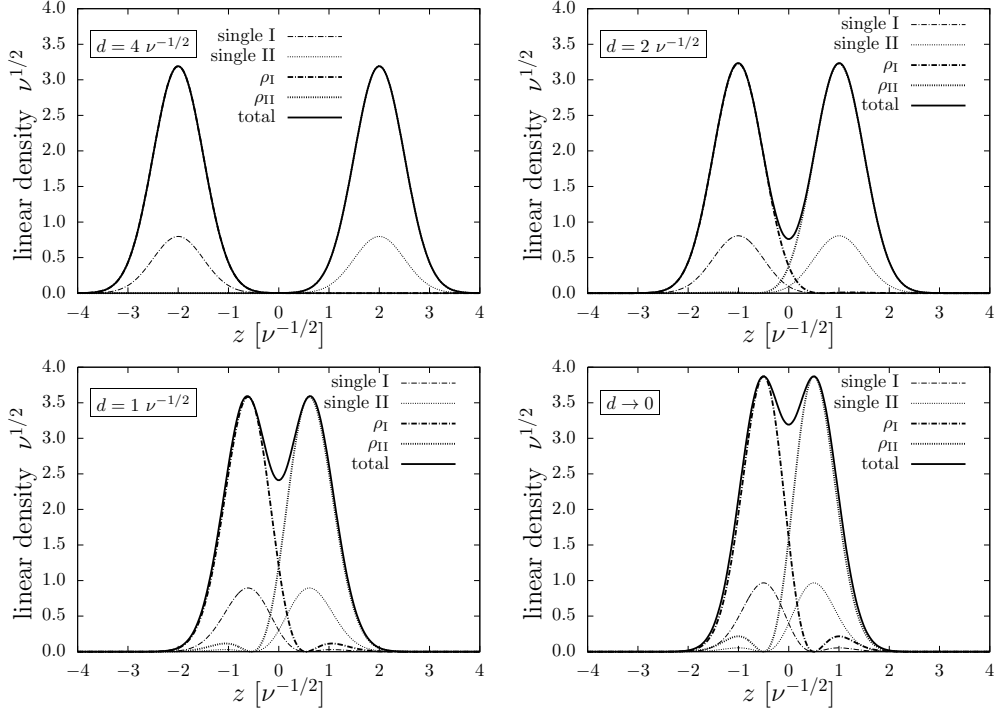 d = 4 ν^{-1/2}
single I
single II
ρ_I
ρ_II
total
linear density ν^{1/2}
4.0
3.5
3.0
2.5
2.0
1.5
1.0
0.5
0.0
−4 −3 −2 −1 0 1 2 3 4
z [ν^{-1/2}]
d = 2 ν^{-1/2}
single I
single II
ρ_I
ρ_II
total
linear density ν^{1/2}
4.0
3.5
3.0
2.5
2.0
1.5
1.0
0.5
0.0
−4 −3 −2 −1 0 1 2 3 4
z [ν^{-1/2}]
d = 1 ν^{-1/2}
single I
single II
ρ_I
ρ_II
total
linear density ν^{1/2}
4.0
3.5
3.0
2.5
2.0
1.5
1.0
0.5
0.0
−4 −3 −2 −1 0 1 2 3 4
z [ν^{-1/2}]
d → 0
single I
single II
ρ_I
ρ_II
total
linear density ν^{1/2}
4.0
3.5
3.0
2.5
2.0
1.5
1.0
0.5
0.0
−4 −3 −2 −1 0 1 2 3 4
z [ν^{-1/2}]